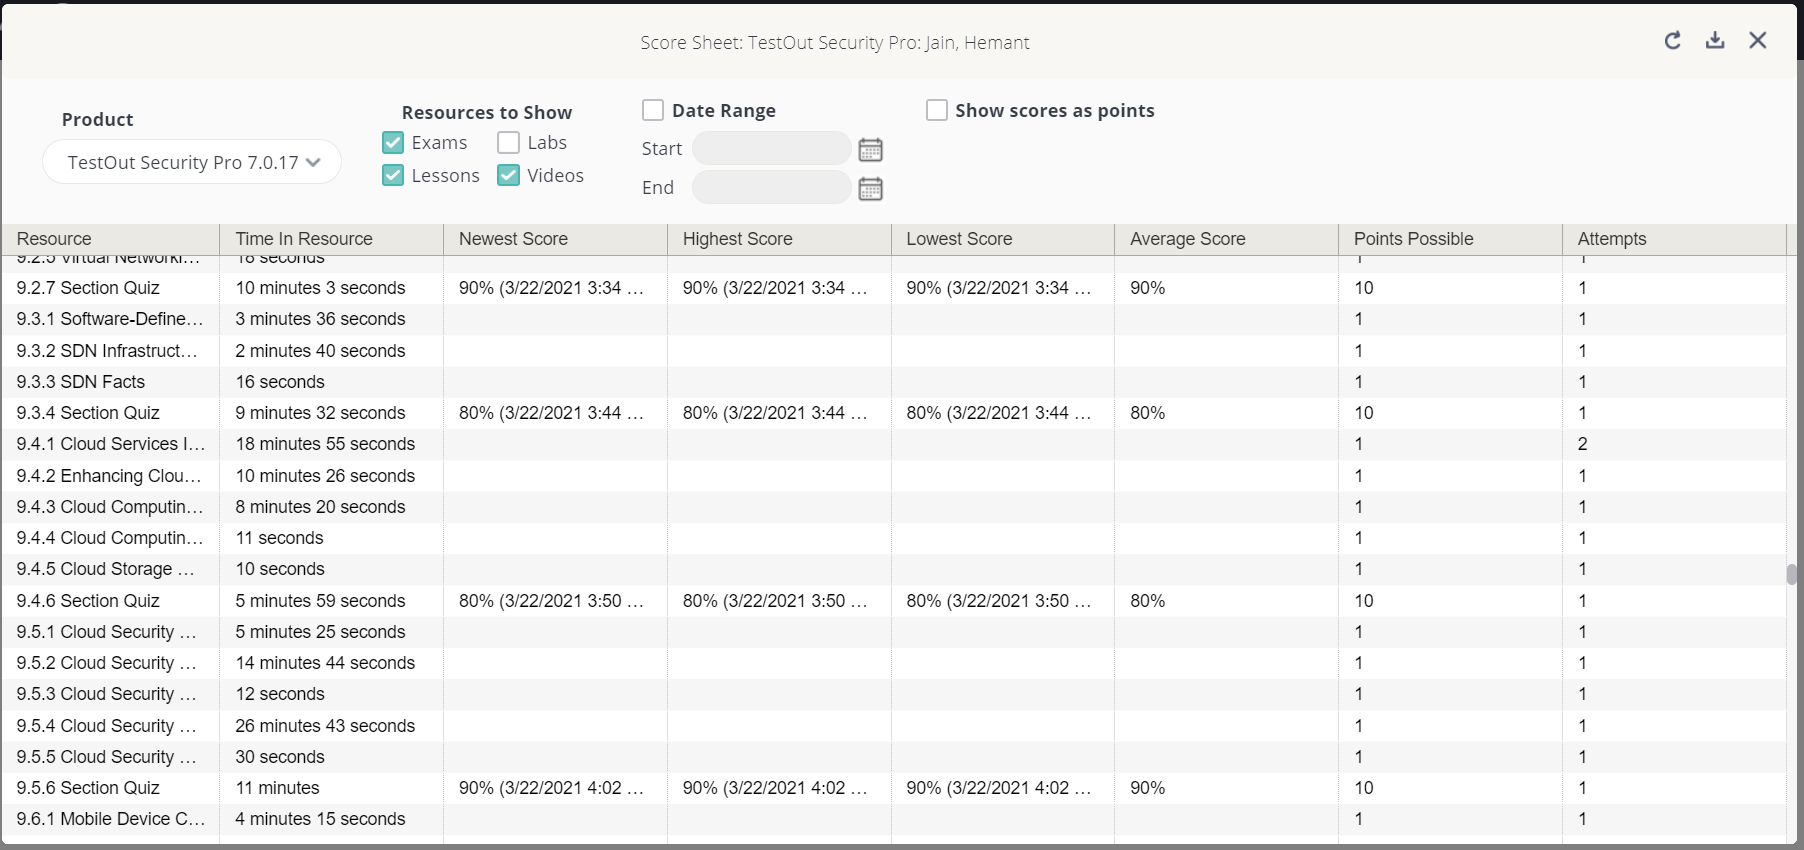 Score Sheet: TestOut Security Pro: Jain, Hemant
Product
TestOut Security Pro 7.0.17
Resources to Show
Exams Labs
Lessons Videos
Date Range
Start
End
Show scores as points
Resource Time In Resource Newest Score Highest Score Lowest Score Average Score Points Possible Attempts
9.2.5 Virtual Networki... 18 seconds 1 1
9.2.7 Section Quiz 10 minutes 3 seconds 90% (3/22/2021 3:34 ... 90% (3/22/2021 3:34 ... 90% (3/22/2021 3:34 ... 90% 10 1
9.3.1 Software-Define... 3 minutes 36 seconds 1 1
9.3.2 SDN Infrastruct... 2 minutes 40 seconds 1 1
9.3.3 SDN Facts 16 seconds 1 1
9.3.4 Section Quiz 9 minutes 32 seconds 80% (3/22/2021 3:44 ... 80% (3/22/2021 3:44 ... 80% (3/22/2021 3:44 ... 80% 10 1
9.4.1 Cloud Services I... 18 minutes 55 seconds 1 2
9.4.2 Enhancing Clou... 10 minutes 26 seconds 1 1
9.4.3 Cloud Computin... 8 minutes 20 seconds 1 1
9.4.4 Cloud Computin... 11 seconds 1 1
9.4.5 Cloud Storage ... 10 seconds 1 1
9.4.6 Section Quiz 5 minutes 59 seconds 80% (3/22/2021 3:50 ... 80% (3/22/2021 3:50 ... 80% (3/22/2021 3:50 ... 80% 10 1
9.5.1 Cloud Security ... 5 minutes 25 seconds 1 1
9.5.2 Cloud Security ... 14 minutes 44 seconds 1 1
9.5.3 Cloud Security ... 12 seconds 1 1
9.5.4 Cloud Security ... 26 minutes 43 seconds 1 1
9.5.5 Cloud Security ... 30 seconds 1 1
9.5.6 Section Quiz 11 minutes 90% (3/22/2021 4:02 ... 90% (3/22/2021 4:02 ... 90% (3/22/2021 4:02 ... 90% 10 1
9.6.1 Mobile Device C... 4 minutes 15 seconds 1 1